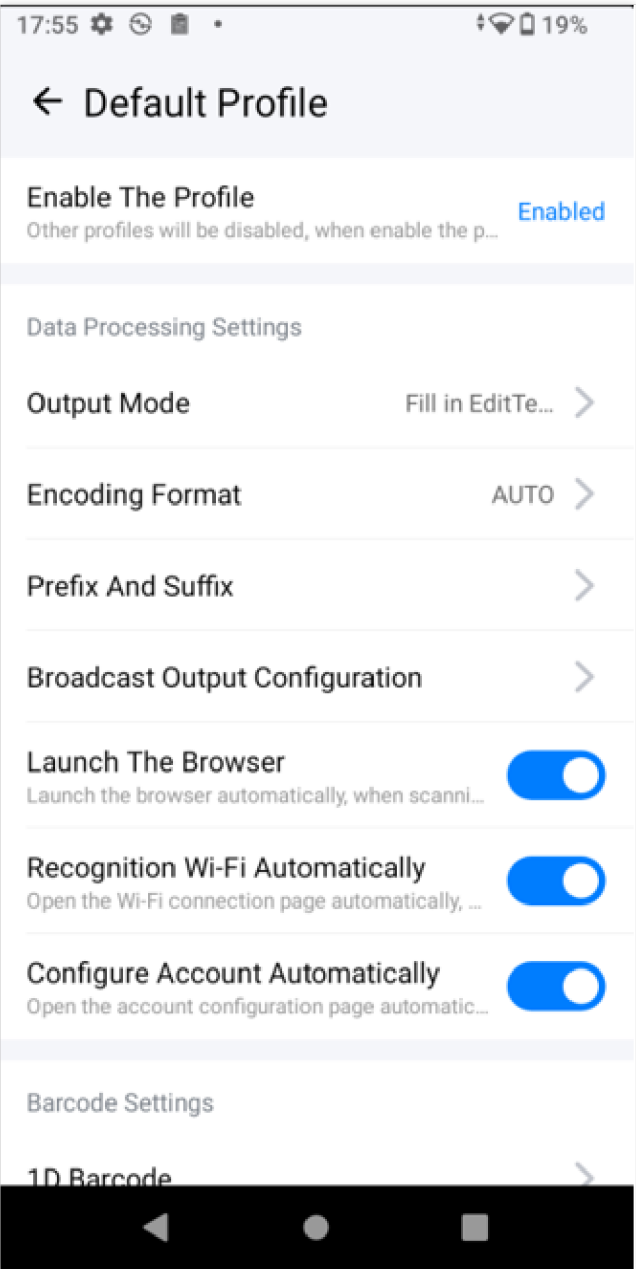 17:55 19%
Default Profile
Enable The Profile
Enabled
Other profiles will be disabled, when enable the p...
Data Processing Settings
Output Mode Fill in EditTe...
Encoding Format AUTO
Prefix And Suffix
Broadcast Output Configuration
Launch The Browser
Launch the browser automatically, when scanni...
Recognition Wi-Fi Automatically
Open the Wi-Fi connection page automatically, ...
Configure Account Automatically
Open the account configuration page automatic...
Barcode Settings
1D Barcode